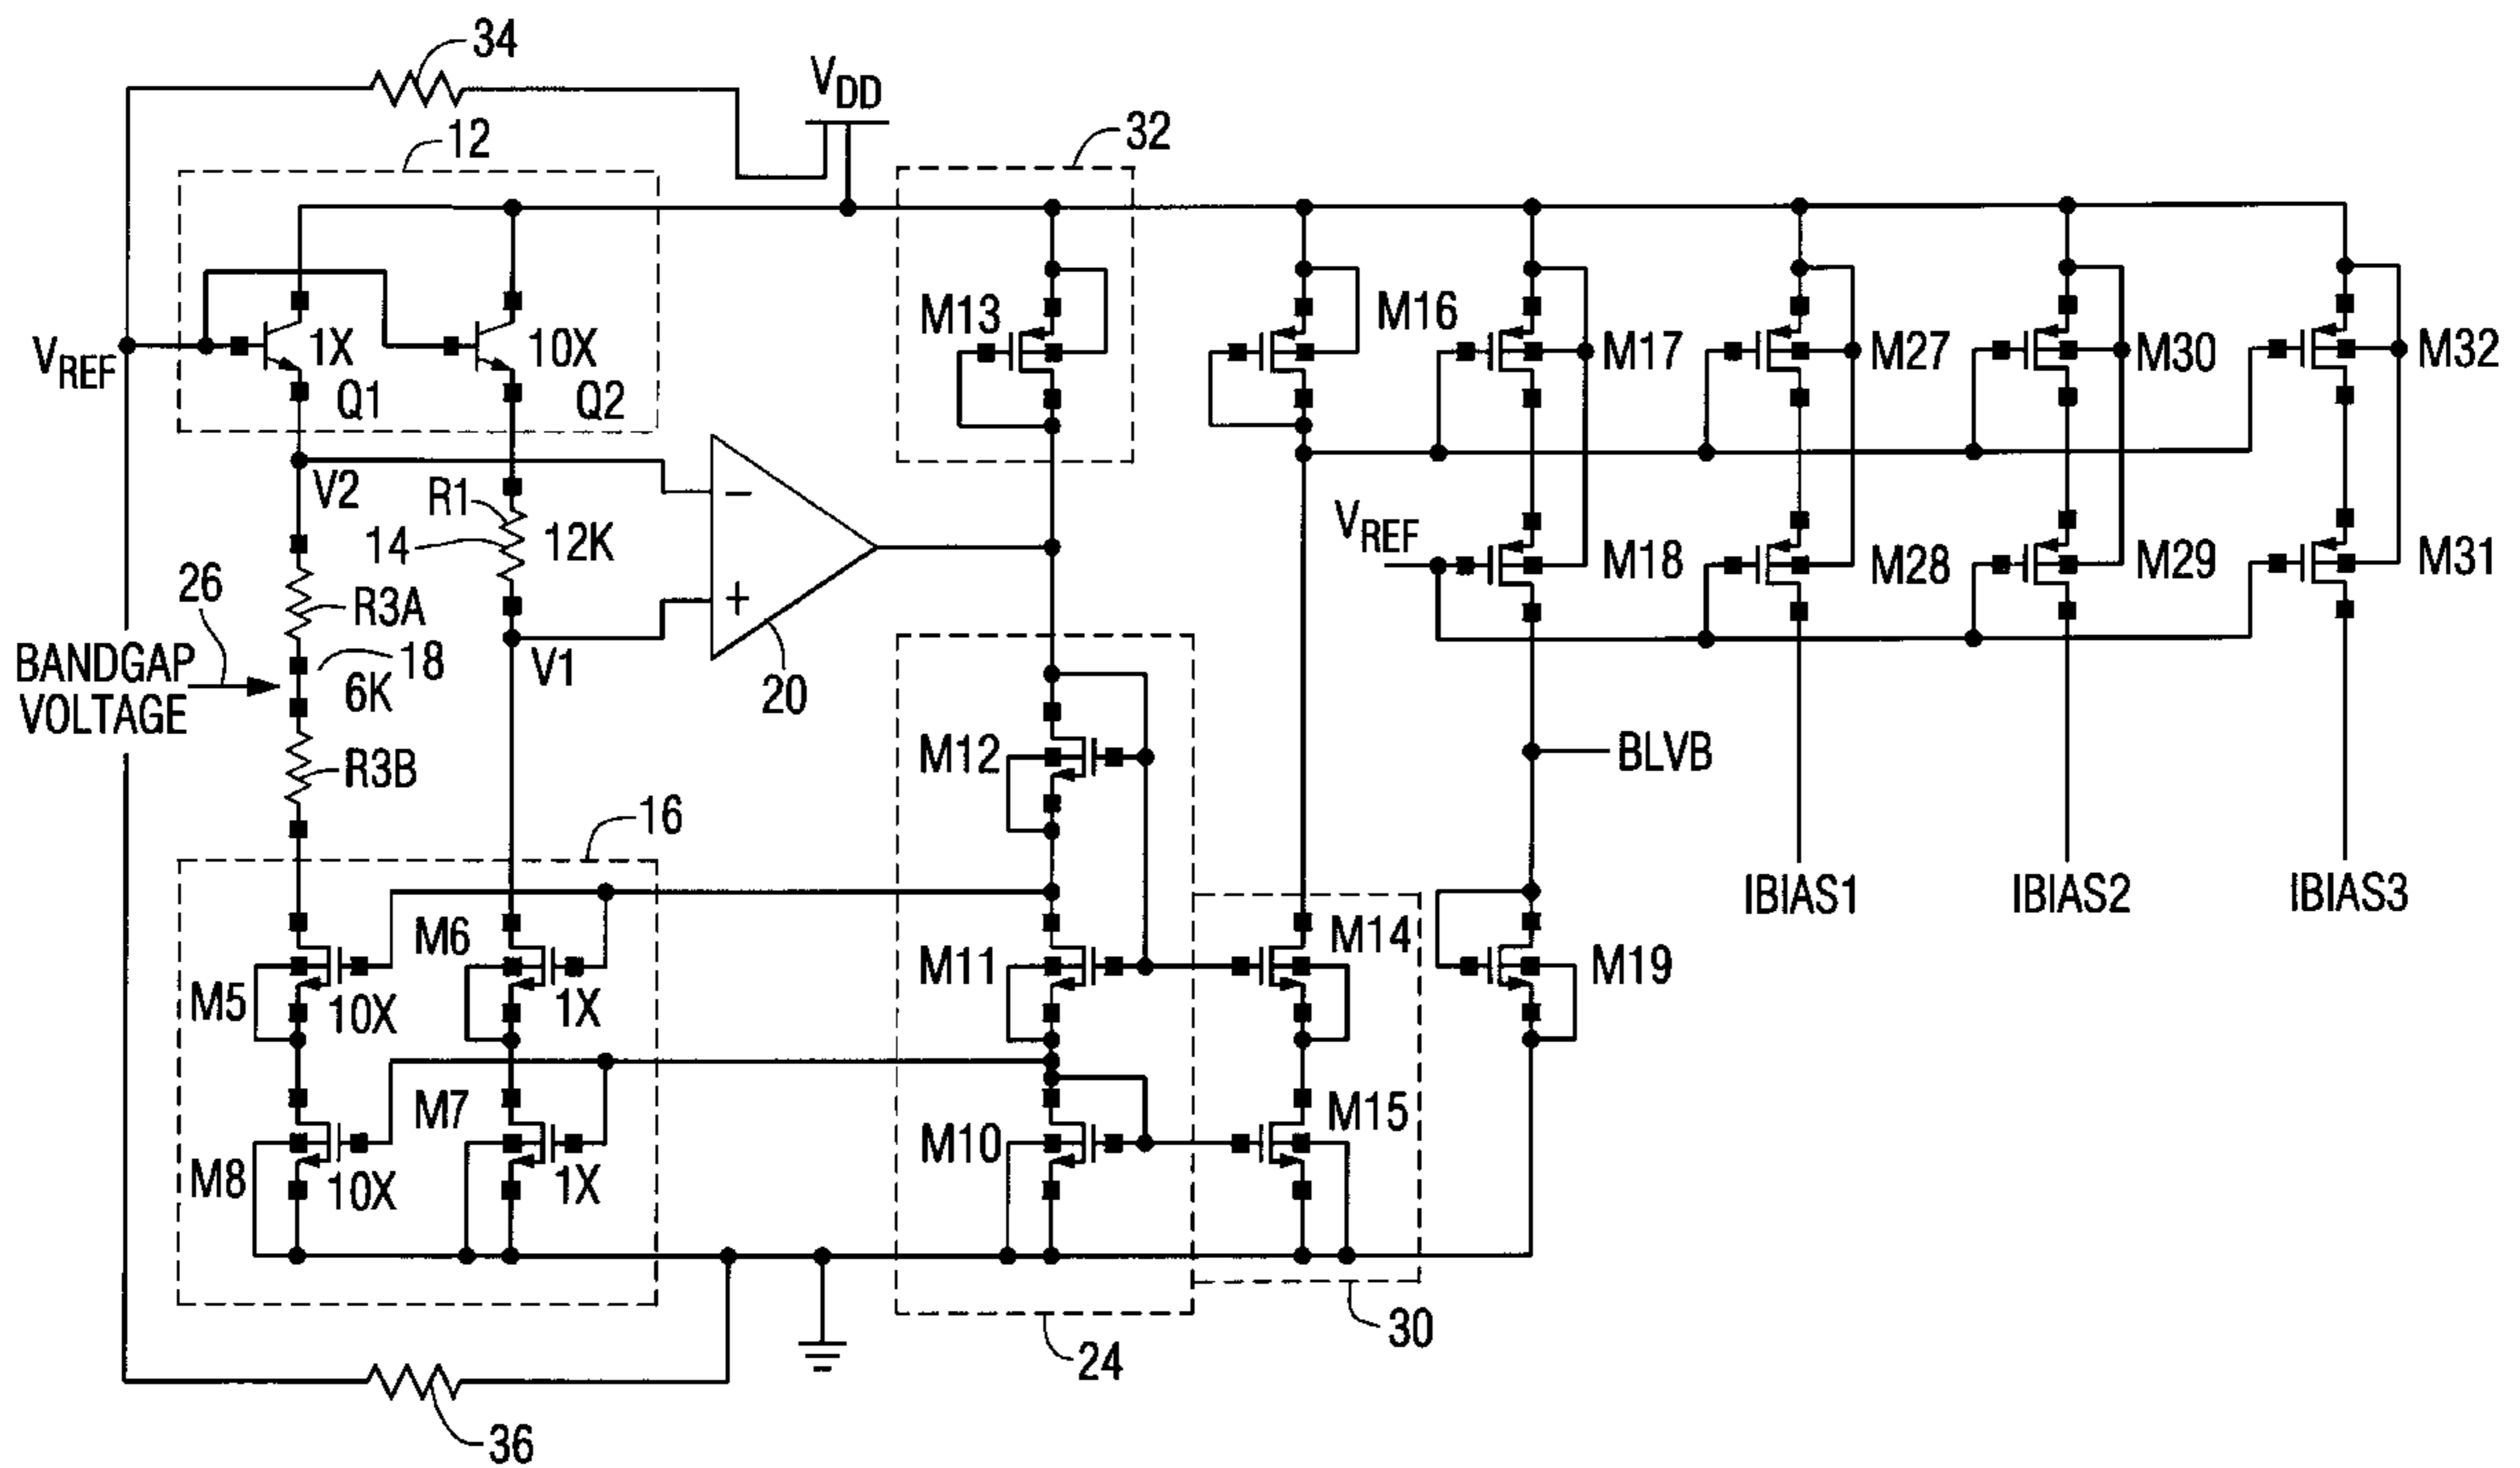 34
VDD
12
32
M13
M16
M17
M27
M30
M32
VREF
1X
10X
Q1
Q2
V2
R1
14
12K
−
+
20
VREF
M18
M28
M29
M31
26
R3A
BANDGAP
VOLTAGE
18
6K
V1
R3B
M12
BLVB
16
IBIAS1
IBIAS2
IBIAS3
M6
M11
M14
M19
M5
10X
1X
M7
M10
M15
M8
10X
1X
30
24
36